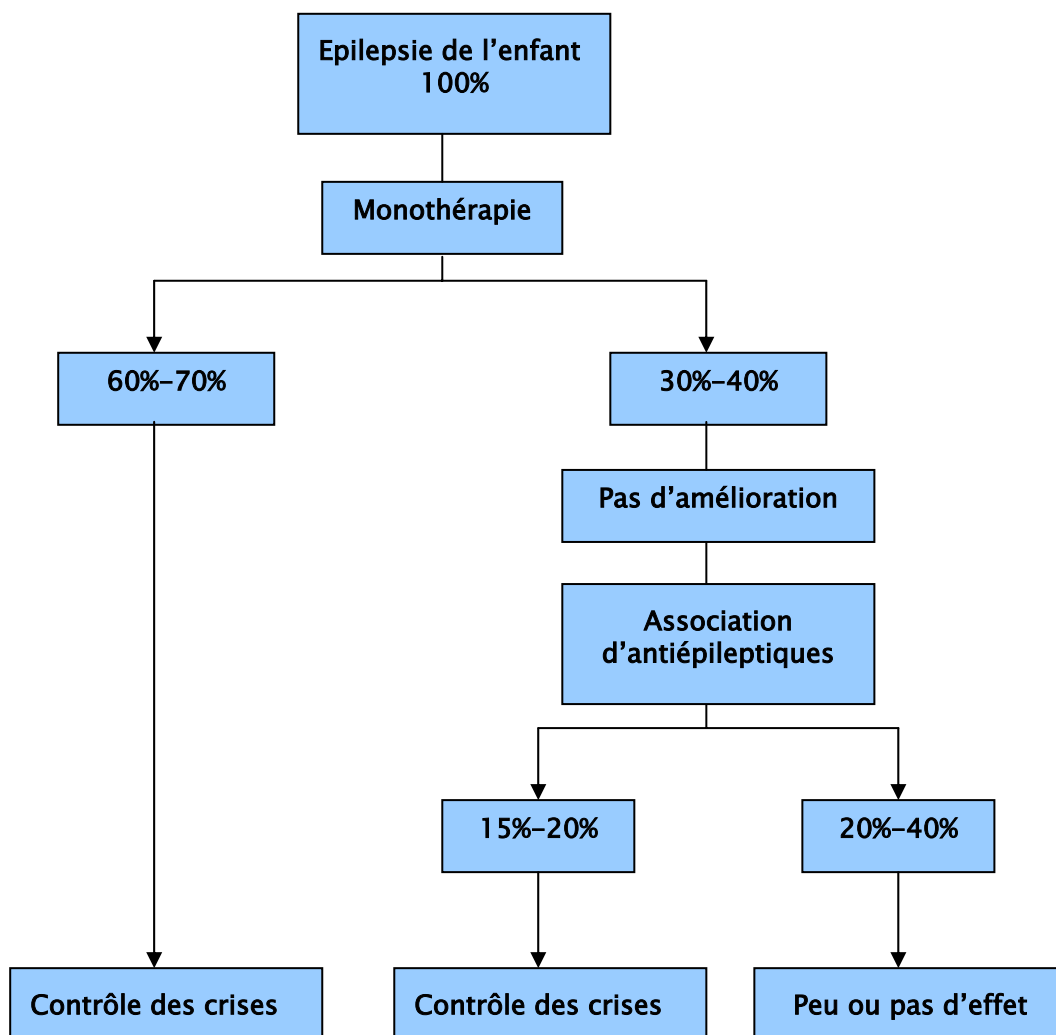 Epilepsie de l’enfant
100%
Monothérapie
60%–70%
30%–40%
Pas d’amélioration
Association
d’antiépileptiques
15%–20%
20%–40%
Contrôle des crises
Contrôle des crises
Peu ou pas d’effet